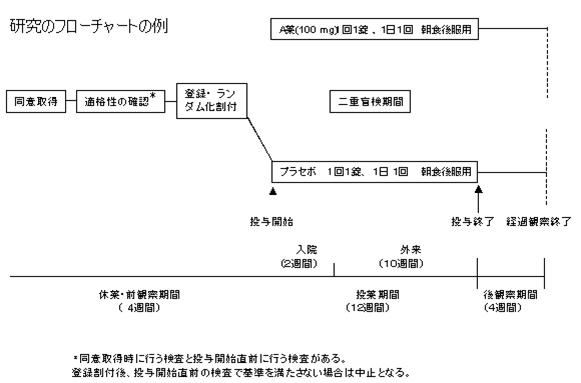 研究のフローチャートの例
A薬(100 mg)1回1錠、1日1回 朝食後服用
同意取得
適格性の確認*
登録・ラン
ダム化割付
二重盲検期間
プラセボ 1回1錠、1日1回 朝食後服用
投与開始
投与終了
経過観察終了
入院
(2週間)
外来
(10週間)
休薬・前観察期間
( 4週間)
投薬期間
(12週間)
後観察期間
(4週間)
*同意取得時に行う検査と投与開始直前に行う検査がある。
登録割付後、投与開始直前の検査で基準を満たさない場合は中止となる。